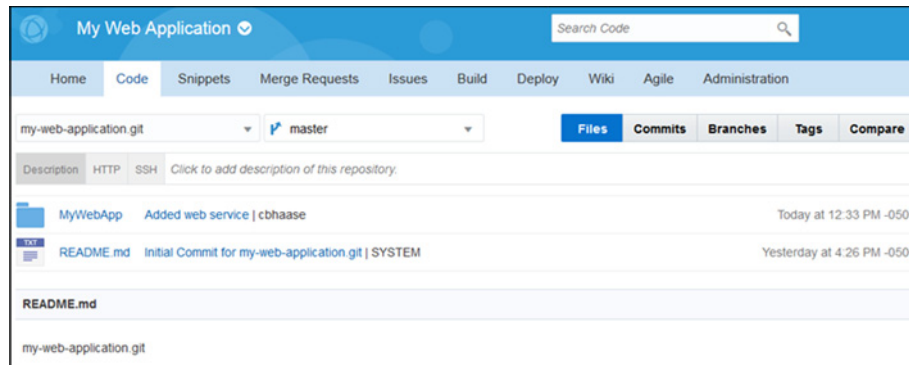 My Web Application
Search Code
Home Code Snippets Merge Requests Issues Build Deploy Wiki Agile Administration
my-web-application.git master Files Commits Branches Tags Compare
Description HTTP SSH Click to add description of this repository.
MyWebApp Added web service | cbhaase Today at 12:33 PM -050
TXT README.md Initial Commit for my-web-application.git | SYSTEM Yesterday at 4:26 PM -050
README.md
my-web-application.git